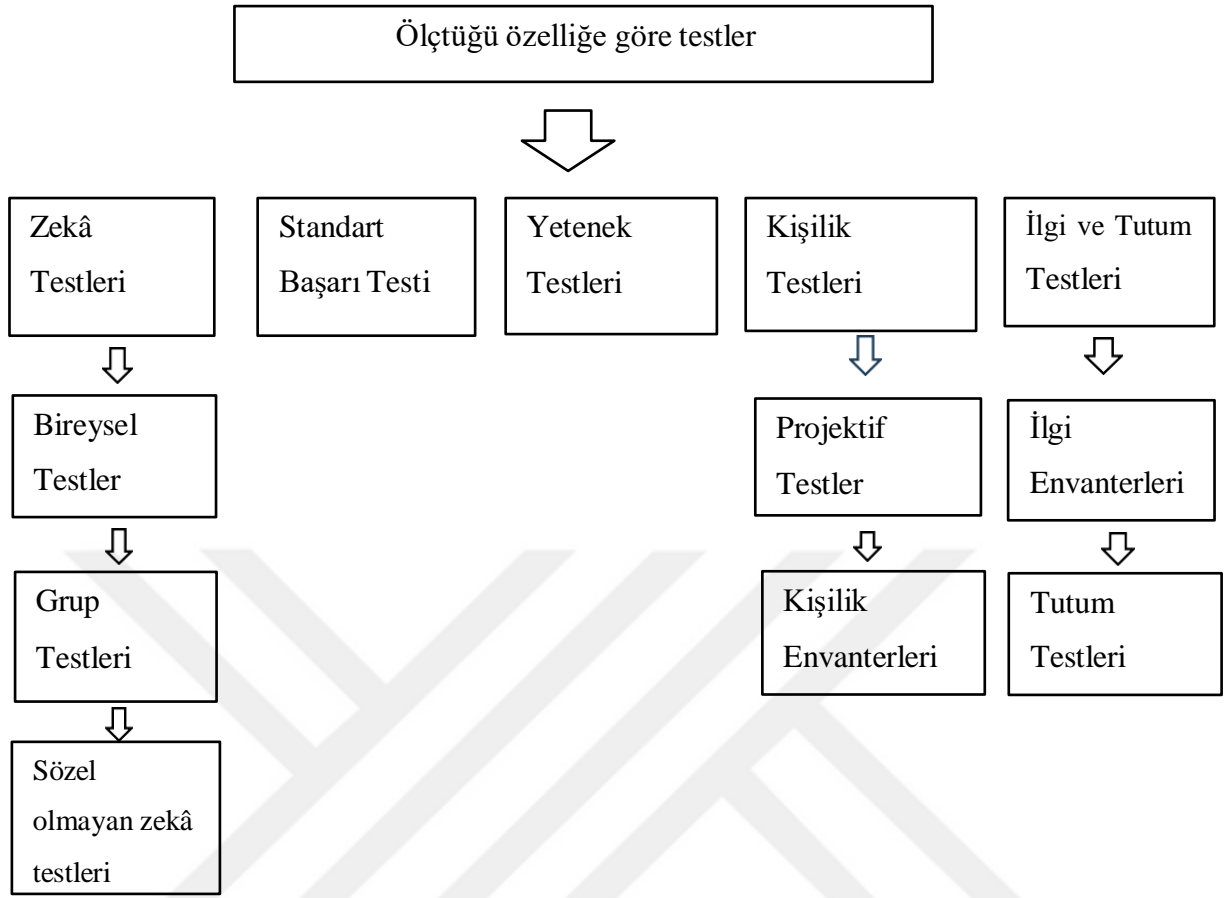 Ölçtüğü özelliğe göre testler
Zekâ
Testleri
Standart
Başarı Testi
Yetenek
Testleri
Kişilik
Testleri
İlgi ve Tutum
Testleri
Bireysel
Testler
Projektif
Testler
İlgi
Envanterleri
Grup
Testleri
Kişilik
Envanterleri
Tutum
Testleri
Sözel
olmayan zekâ
testleri